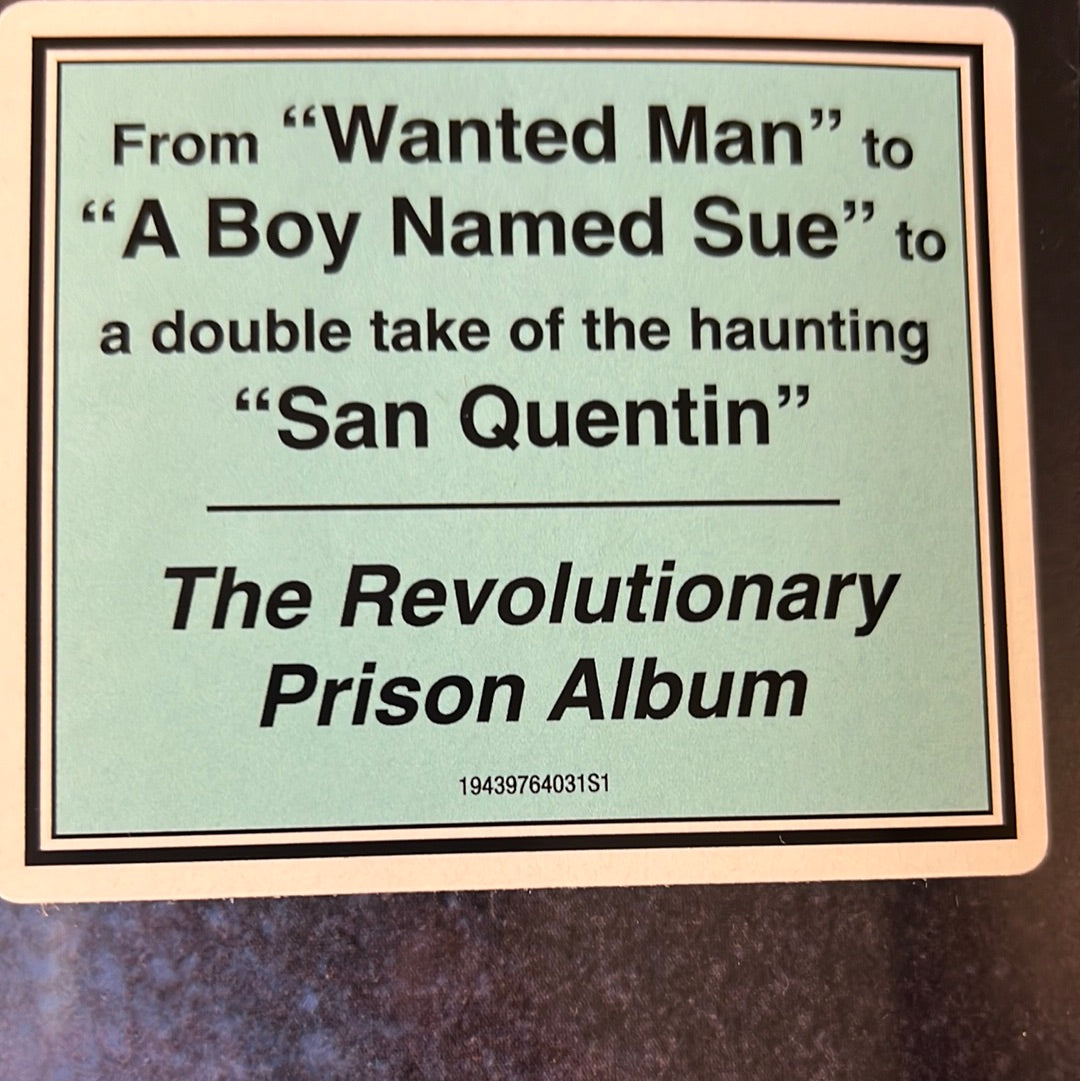 From “Wanted Man” to
“A Boy Named Sue” to
a double take of the haunting
“San Quentin”
The Revolutionary
Prison Album
19439764031S1